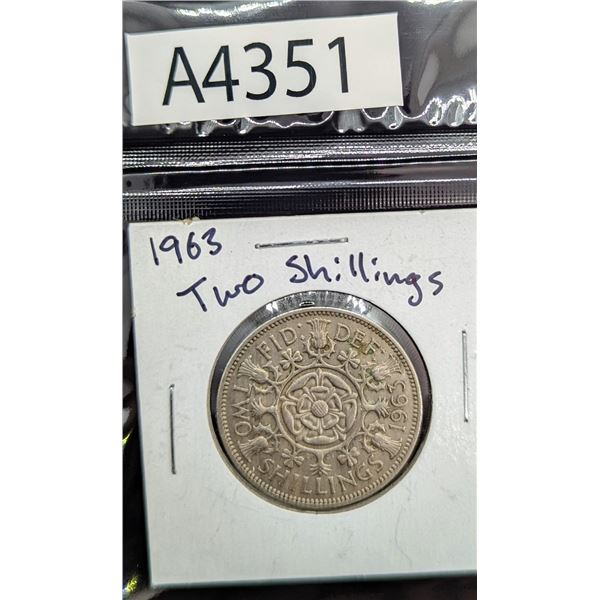 A4351
1963
Two Shillings
FID · DEF
1963
TWO
SHILLINGS